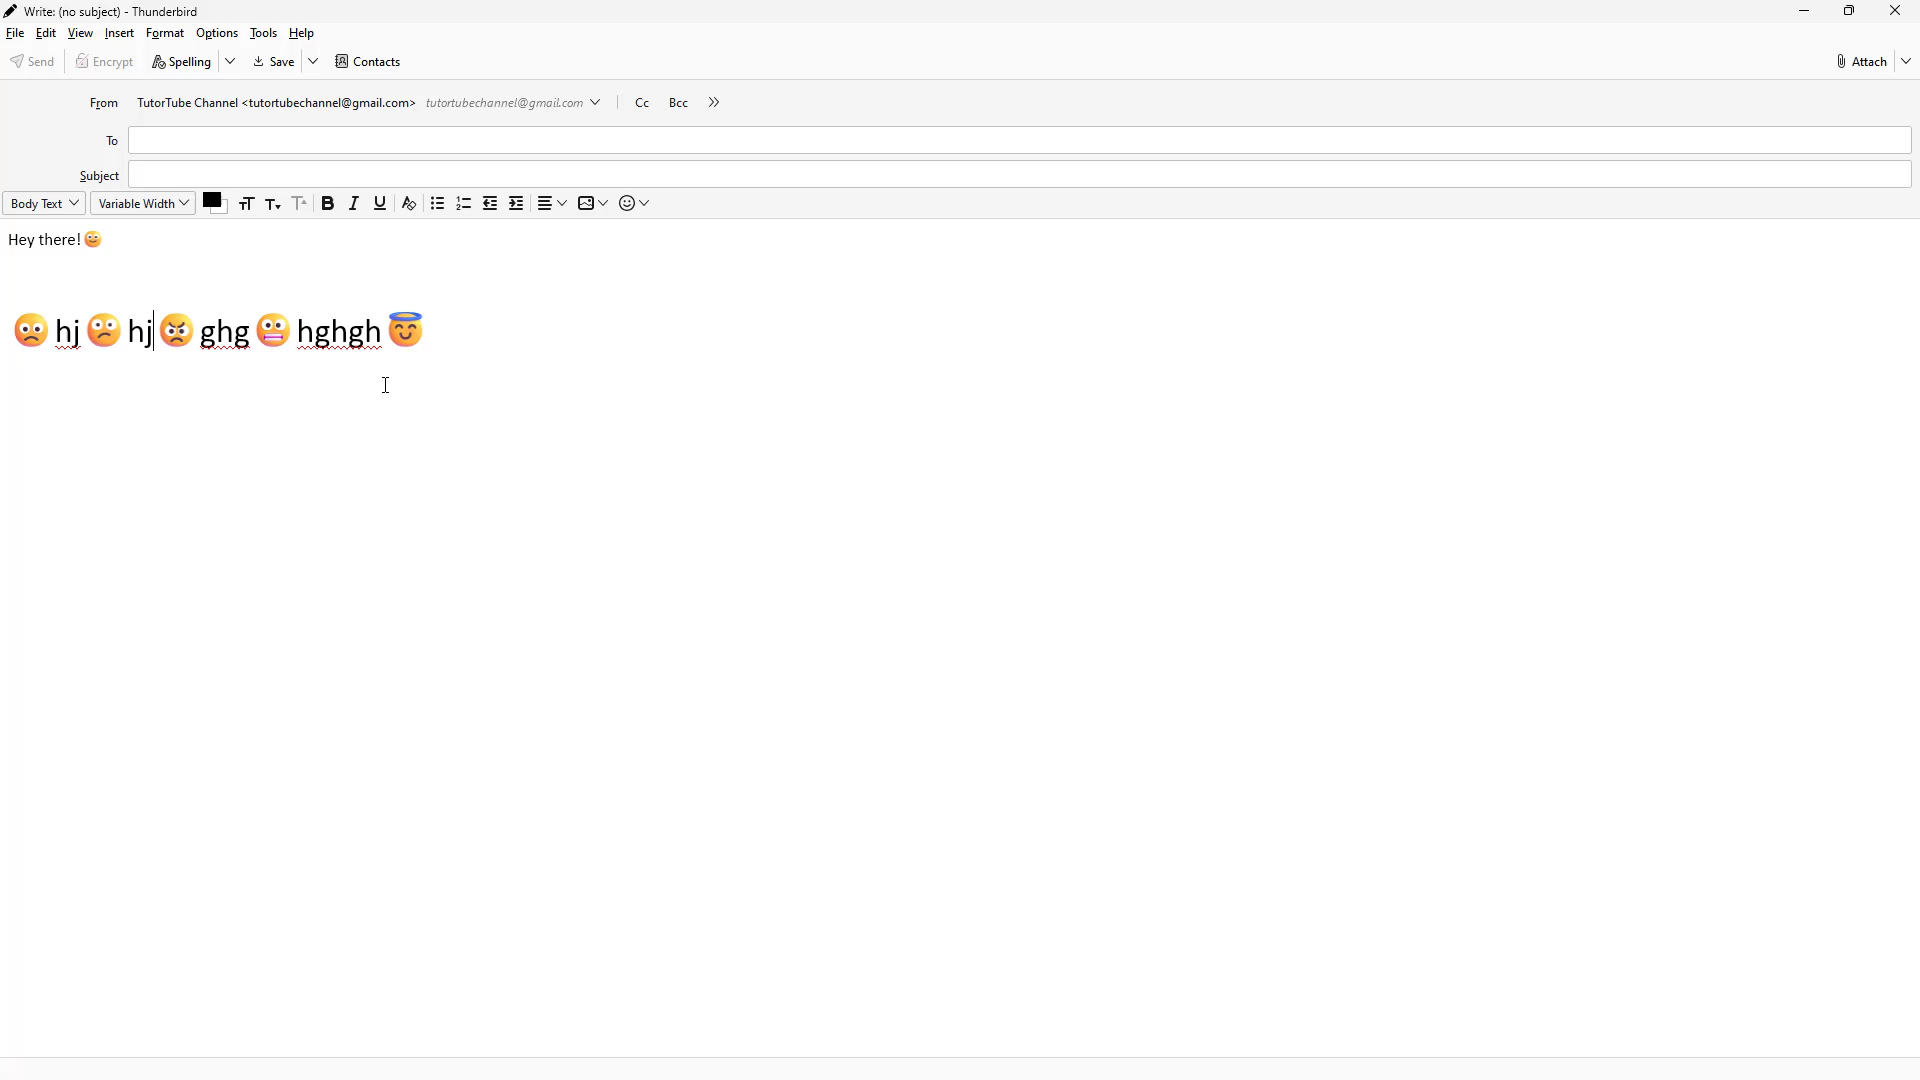 Write: (no subject) - Thunderbird
File Edit View Insert Format Options Tools Help
Send Encrypt Spelling Save Contacts Attach
From TutorTube Channel <tutortubechannel@gmail.com> tutortubechannel@gmail.com Cc Bcc
To
Subject
Body Text Variable Width
Hey there! 😉
🙁 hj 😕 hj 😠 ghg 😬 hghgh 😇